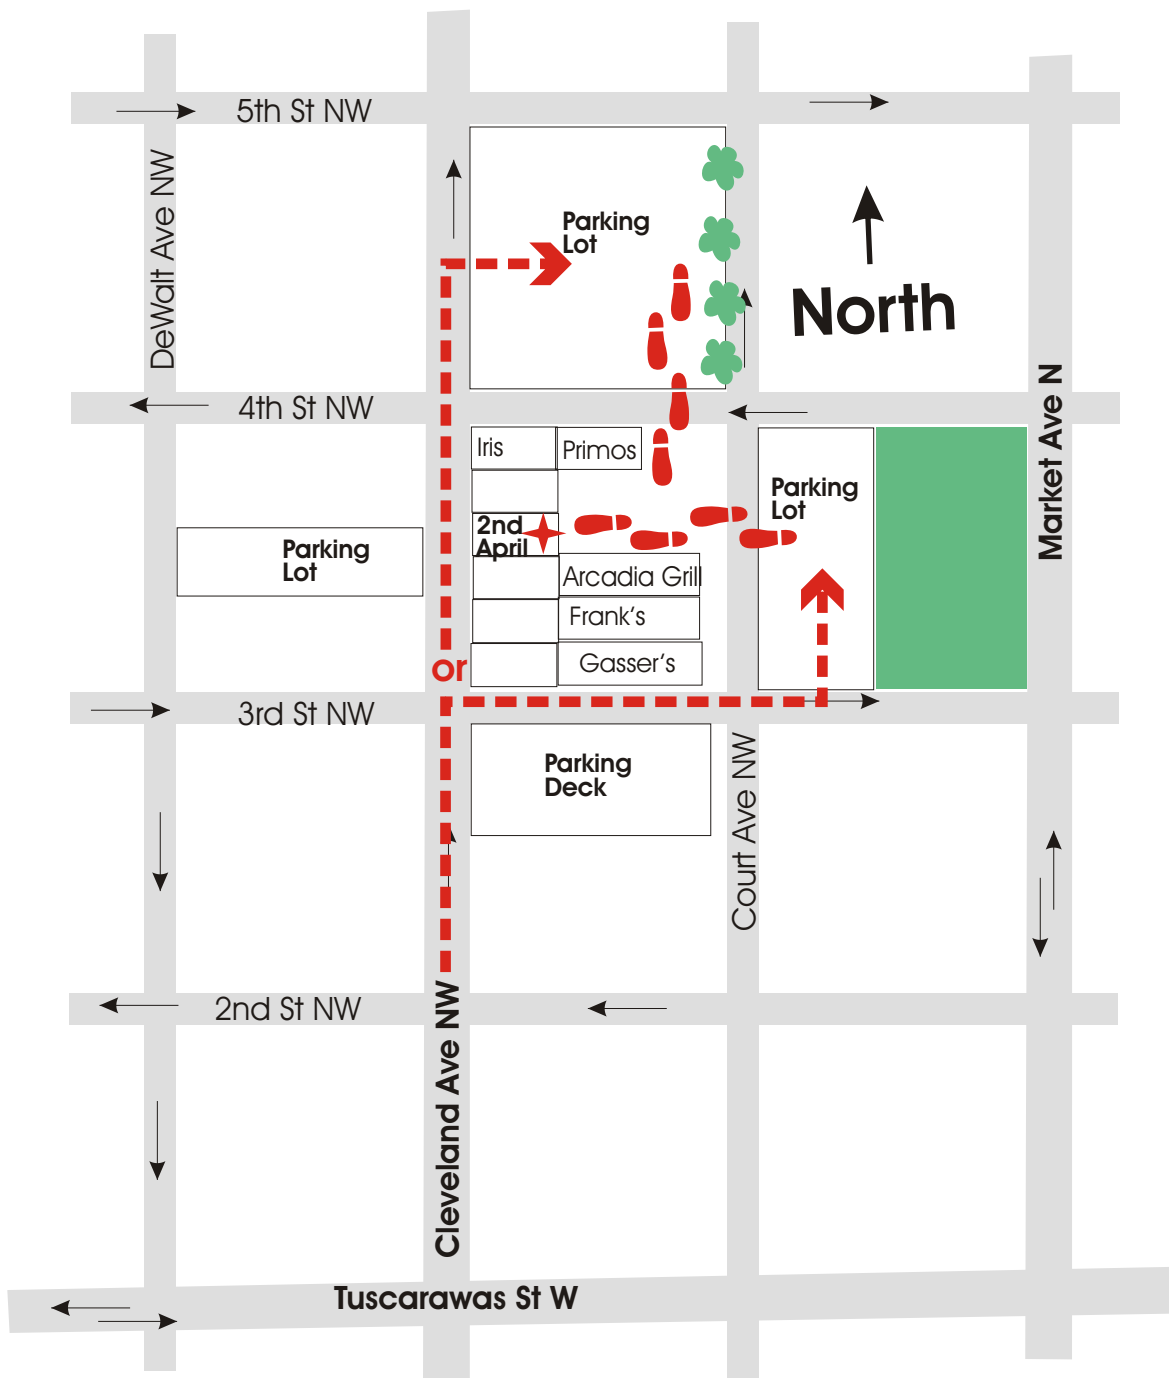 5th St NW
DeWalt Ave NW
Parking
Lot
North
4th St NW
Market Ave N
Iris
Primos
Parking
Lot
2nd
April
Parking
Lot
Arcadia Grill
Frank's
Gasser's
or
3rd St NW
Parking
Deck
Court Ave NW
2nd St NW
Cleveland Ave NW
Tuscarawas St W